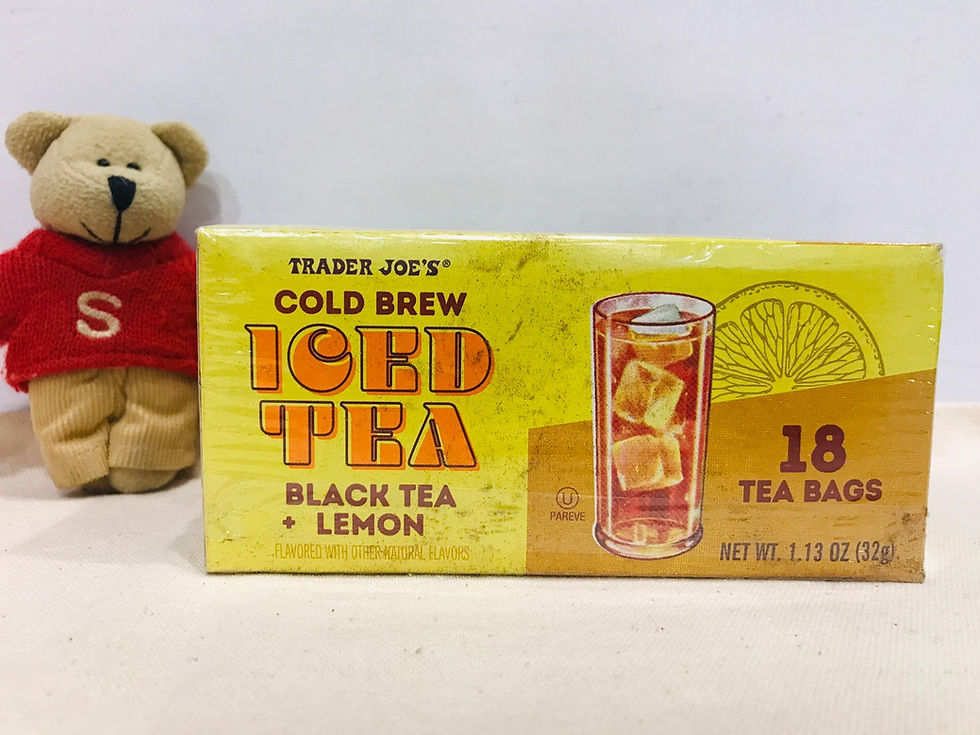 S
TRADER JOE'S®
COLD BREW
ICED
TEA
BLACK TEA
+ LEMON
FLAVORED WITH OTHER NATURAL FLAVORS
U
PAREVE
18
TEA BAGS
NET WT. 1.13 OZ (32g)